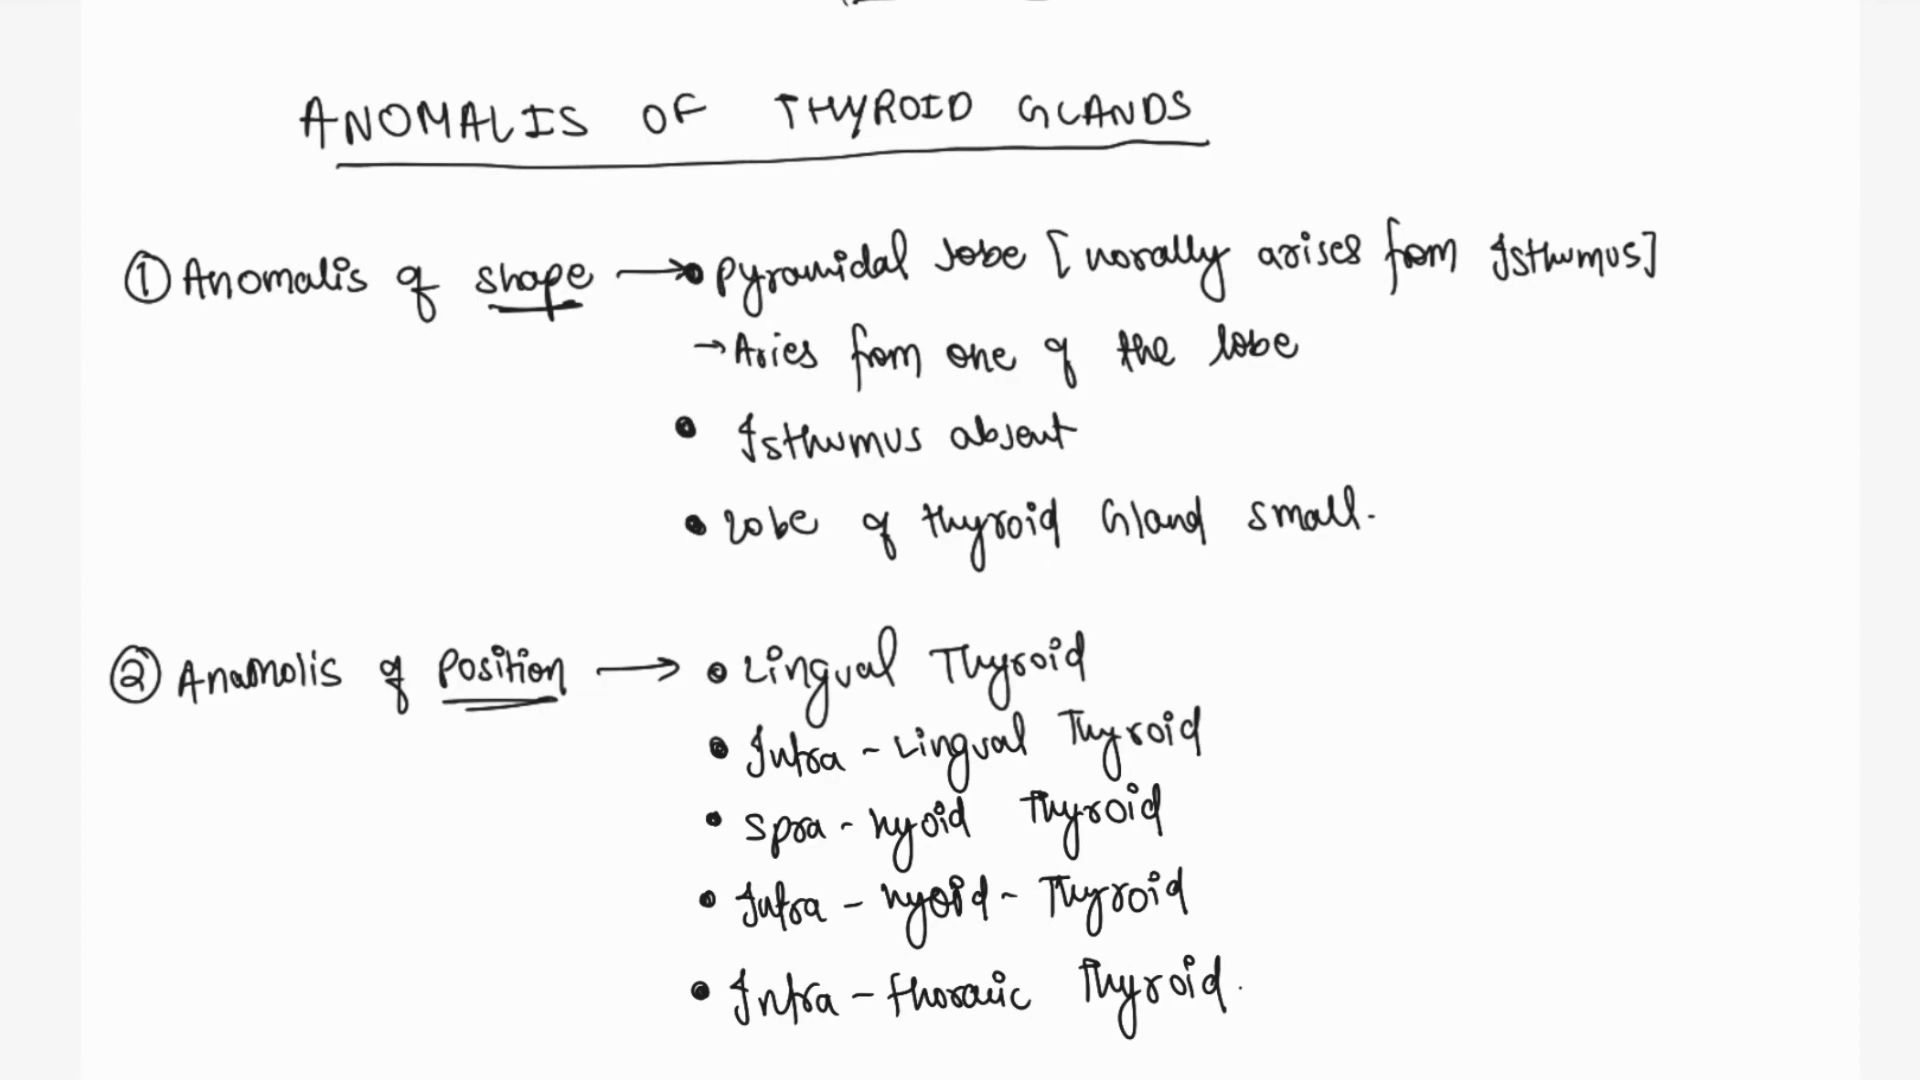 ANOMALIS OF THYROID GLANDS
① Anomalis of shape → • pyramidal lobe [norally arises from Isthumus]
→ Aries from one of the lobe
• Isthumus absent
• Lobe of thyroid Gland small.
② Anamolis of Position → • Lingual Thyroid
• Intra - Lingual Thyroid
• Spra - hyoid Thyroid
• Infra - hyoid - Thyroid
• Intra - thoraic Thyroid.